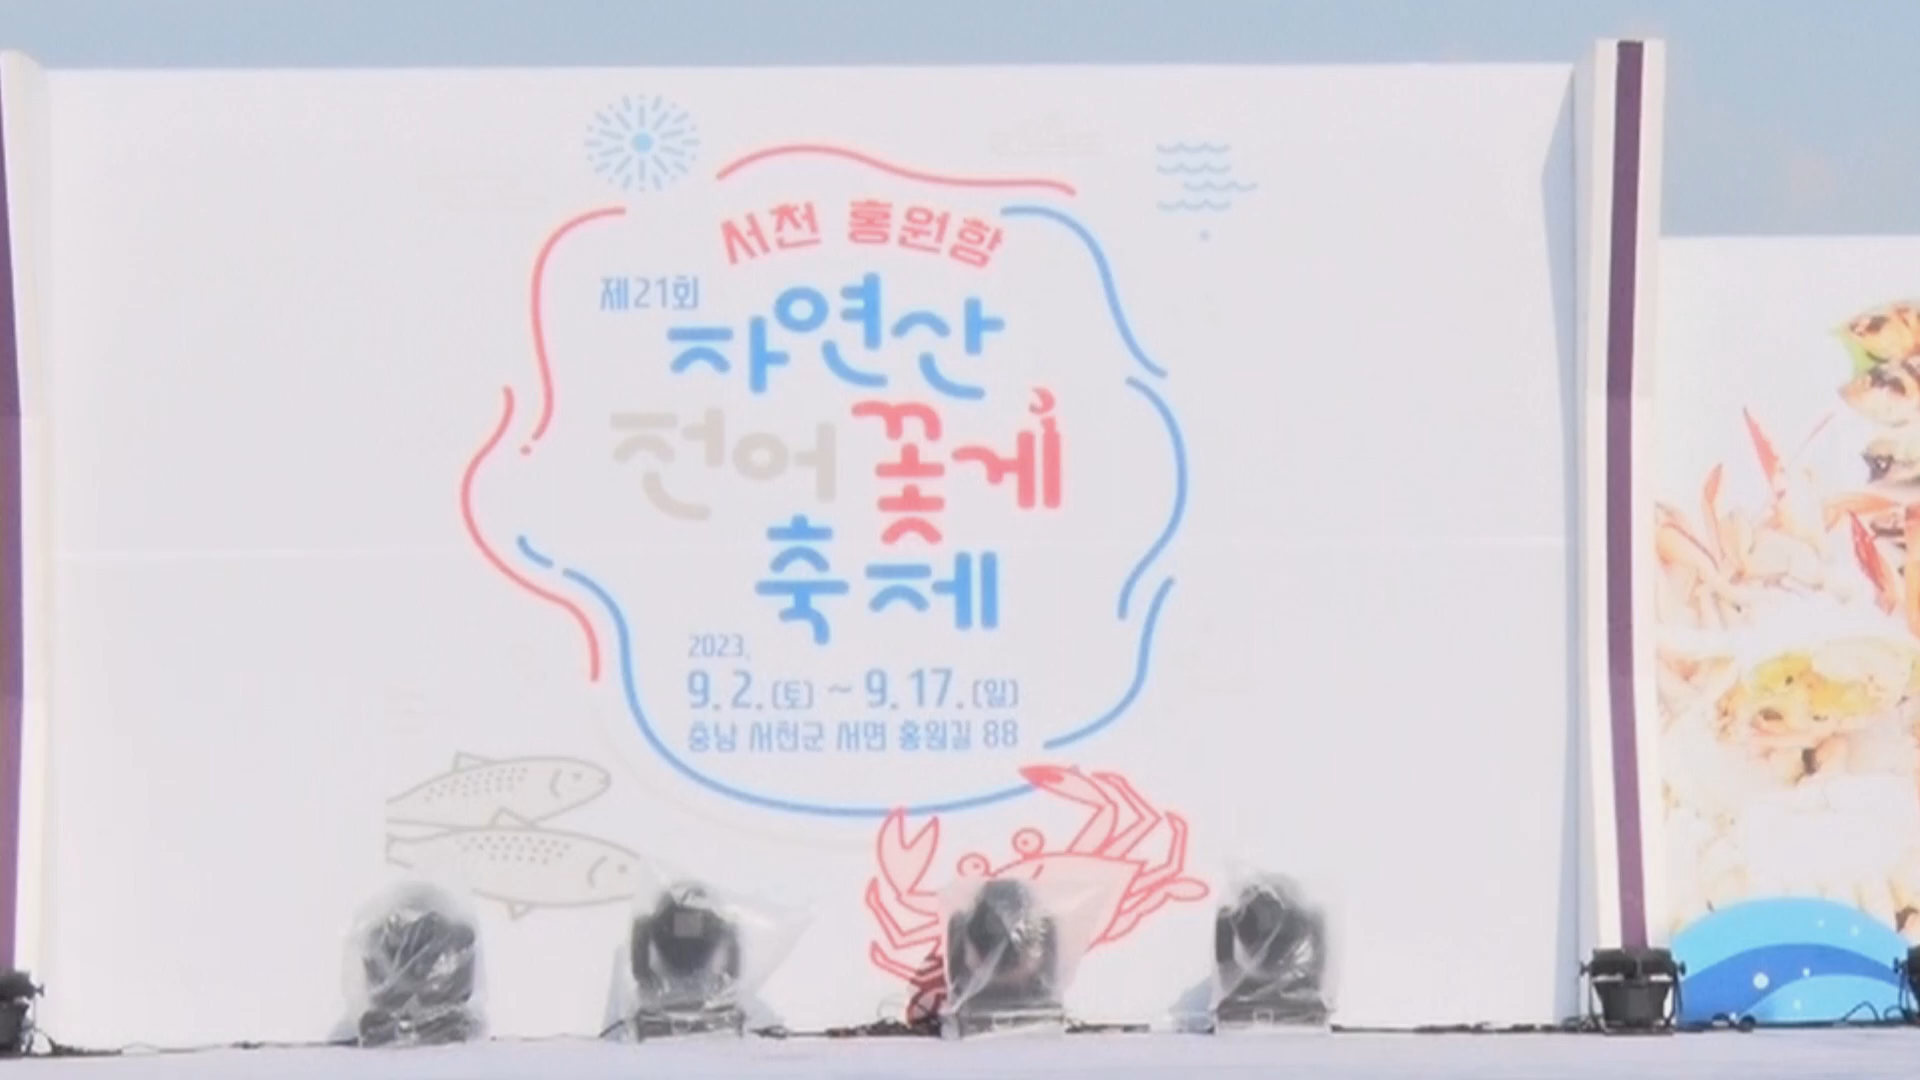 서천 홍원항
제21회
자연산
전어 꽃게
축제
2023.
9. 2. (토) ~ 9. 17. (일)
충남 서천군 서면 홍원길 88